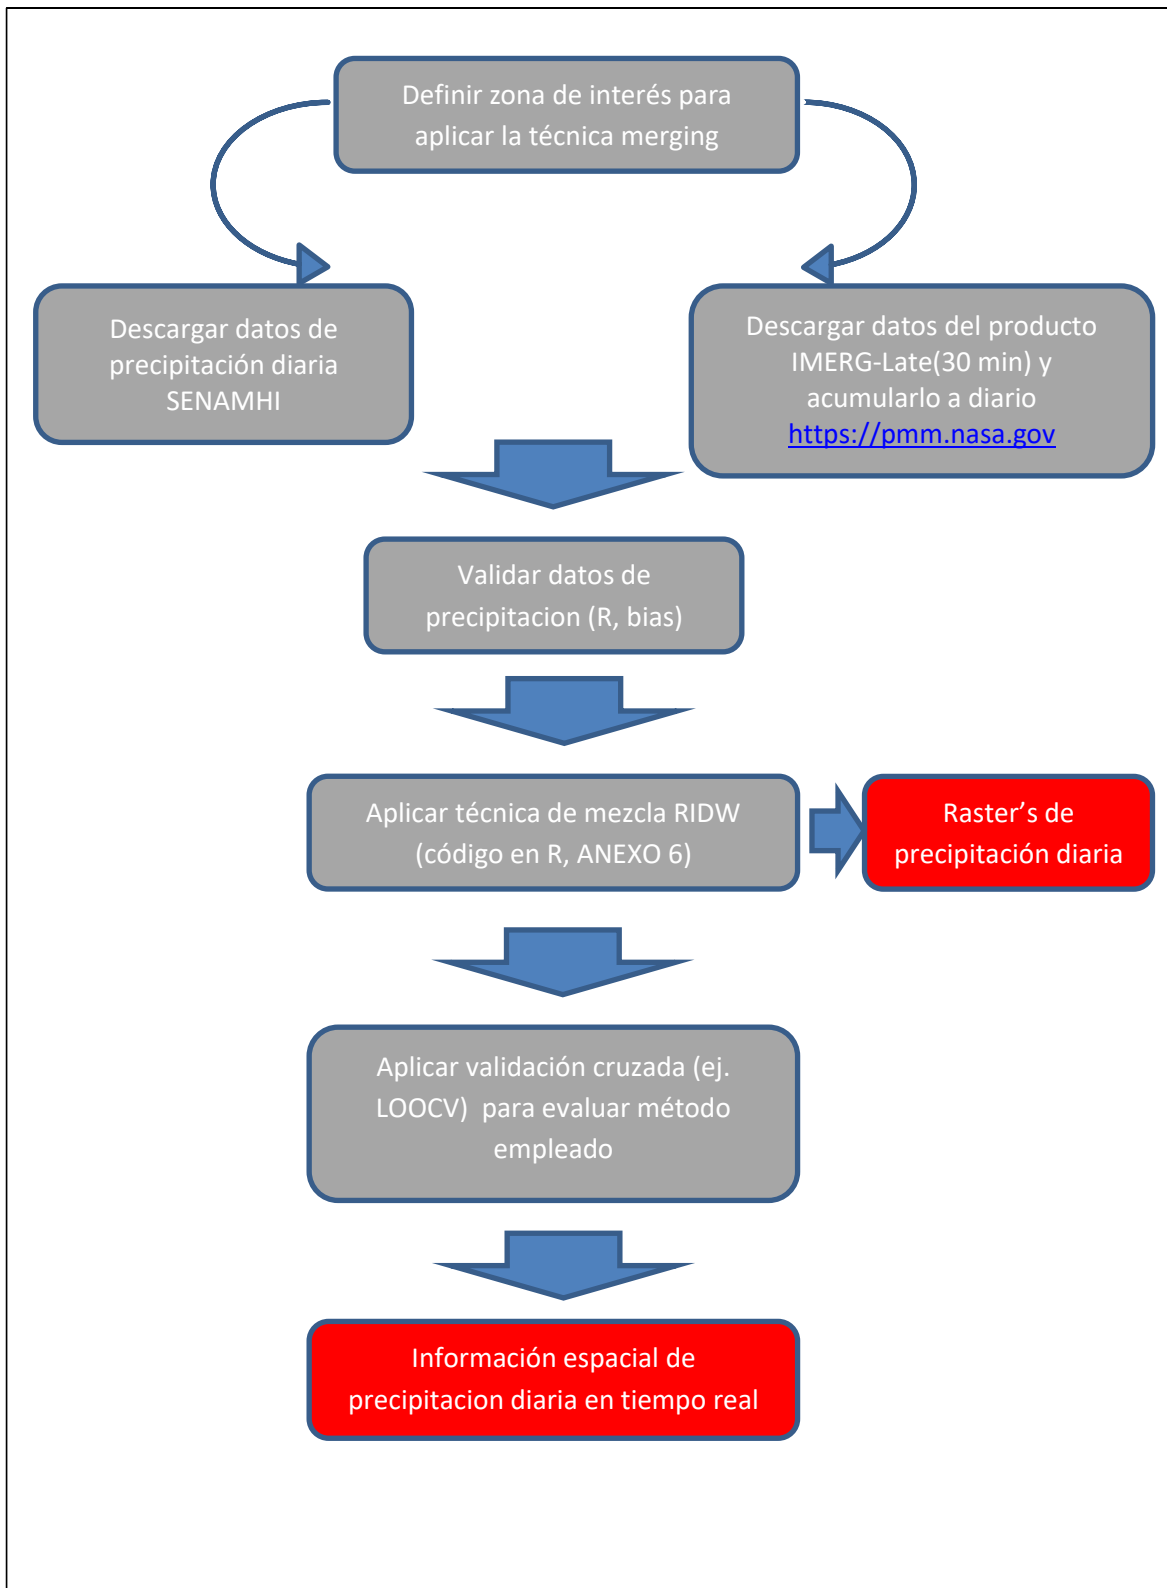 Definir zona de interés para
aplicar la técnica merging
Descargar datos de
precipitación diaria
SENAMHI
Descargar datos del producto
IMERG-Late(30 min) y
acumularlo a diario
https://pmm.nasa.gov
Validar datos de
precipitacion (R, bias)
Aplicar técnica de mezcla RIDW
(código en R, ANEXO 6)
Raster’s de
precipitación diaria
Aplicar validación cruzada (ej.
LOOCV)  para evaluar método
empleado
Información espacial de
precipitacion diaria en tiempo real